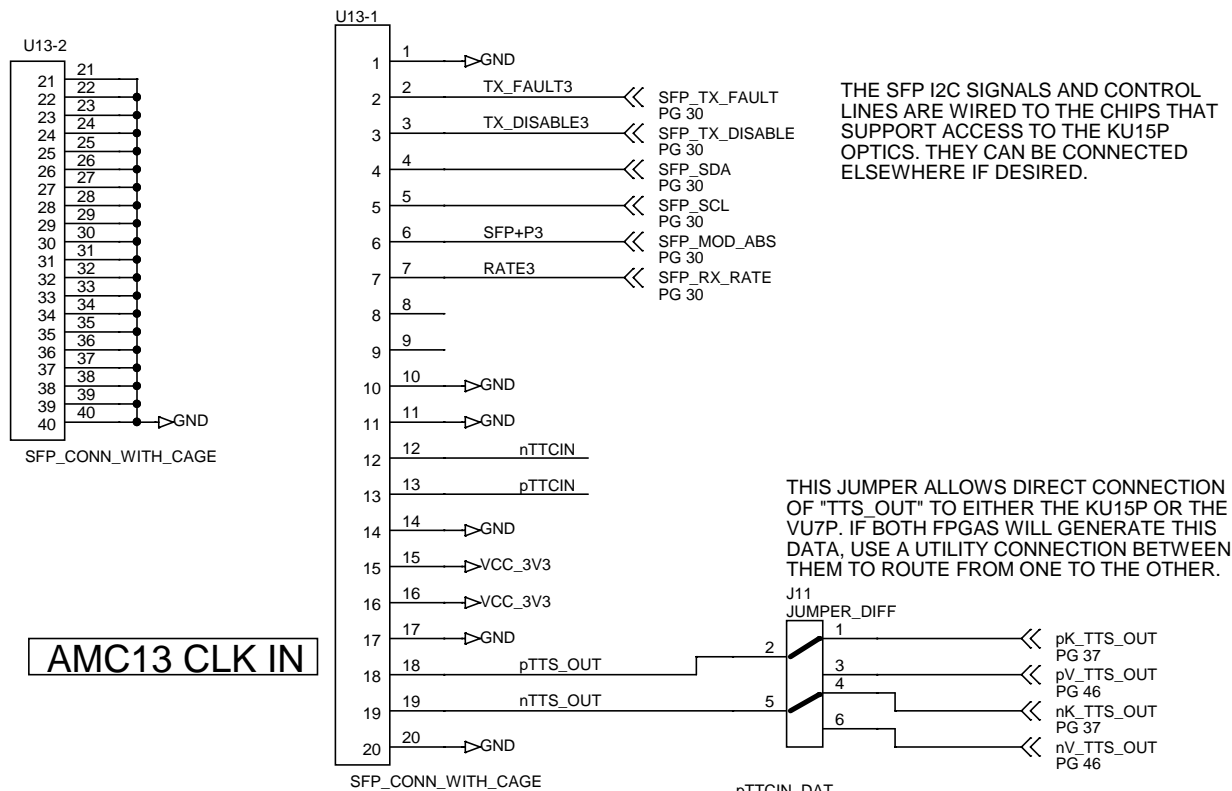 U13-2
21 21
22 22
23 23
24 24
25 25
26 26
27 27
28 28
29 29
30 30
31 31
32 32
33 33
34 34
35 35
36 36
37 37
38 38
39 39
40 40
GND
SFP_CONN_WITH_CAGE
AMC13 CLK IN
U13-1
1 1 GND
2 2 TX_FAULT3 SFP_TX_FAULT
PG 30
3 3 TX_DISABLE3 SFP_TX_DISABLE
PG 30
4 4 SFP_SDA
PG 30
5 5 SFP_SCL
PG 30
6 6 SFP+P3 SFP_MOD_ABS
PG 30
7 7 RATE3 SFP_RX_RATE
PG 30
8 8
9 9
10 10 GND
11 11 GND
12 12 nTTCIN
13 13 pTTCIN
14 14 GND
15 15 VCC_3V3
16 16 VCC_3V3
17 17 GND
18 18 pTTS_OUT
19 19 nTTS_OUT
20 20 GND
SFP_CONN_WITH_CAGE
THE SFP I2C SIGNALS AND CONTROL
LINES ARE WIRED TO THE CHIPS THAT
SUPPORT ACCESS TO THE KU15P
OPTICS. THEY CAN BE CONNECTED
ELSEWHERE IF DESIRED.
THIS JUMPER ALLOWS DIRECT CONNECTION
OF "TTS_OUT" TO EITHER THE KU15P OR THE
VU7P. IF BOTH FPGAS WILL GENERATE THIS
DATA, USE A UTILITY CONNECTION BETWEEN
THEM TO ROUTE FROM ONE TO THE OTHER.
J11
JUMPER_DIFF
2 1 pK_TTS_OUT
PG 37
3 pV_TTS_OUT
PG 46
5 4 nK_TTS_OUT
PG 37
6 nV_TTS_OUT
PG 46
pTTCIN_DAT